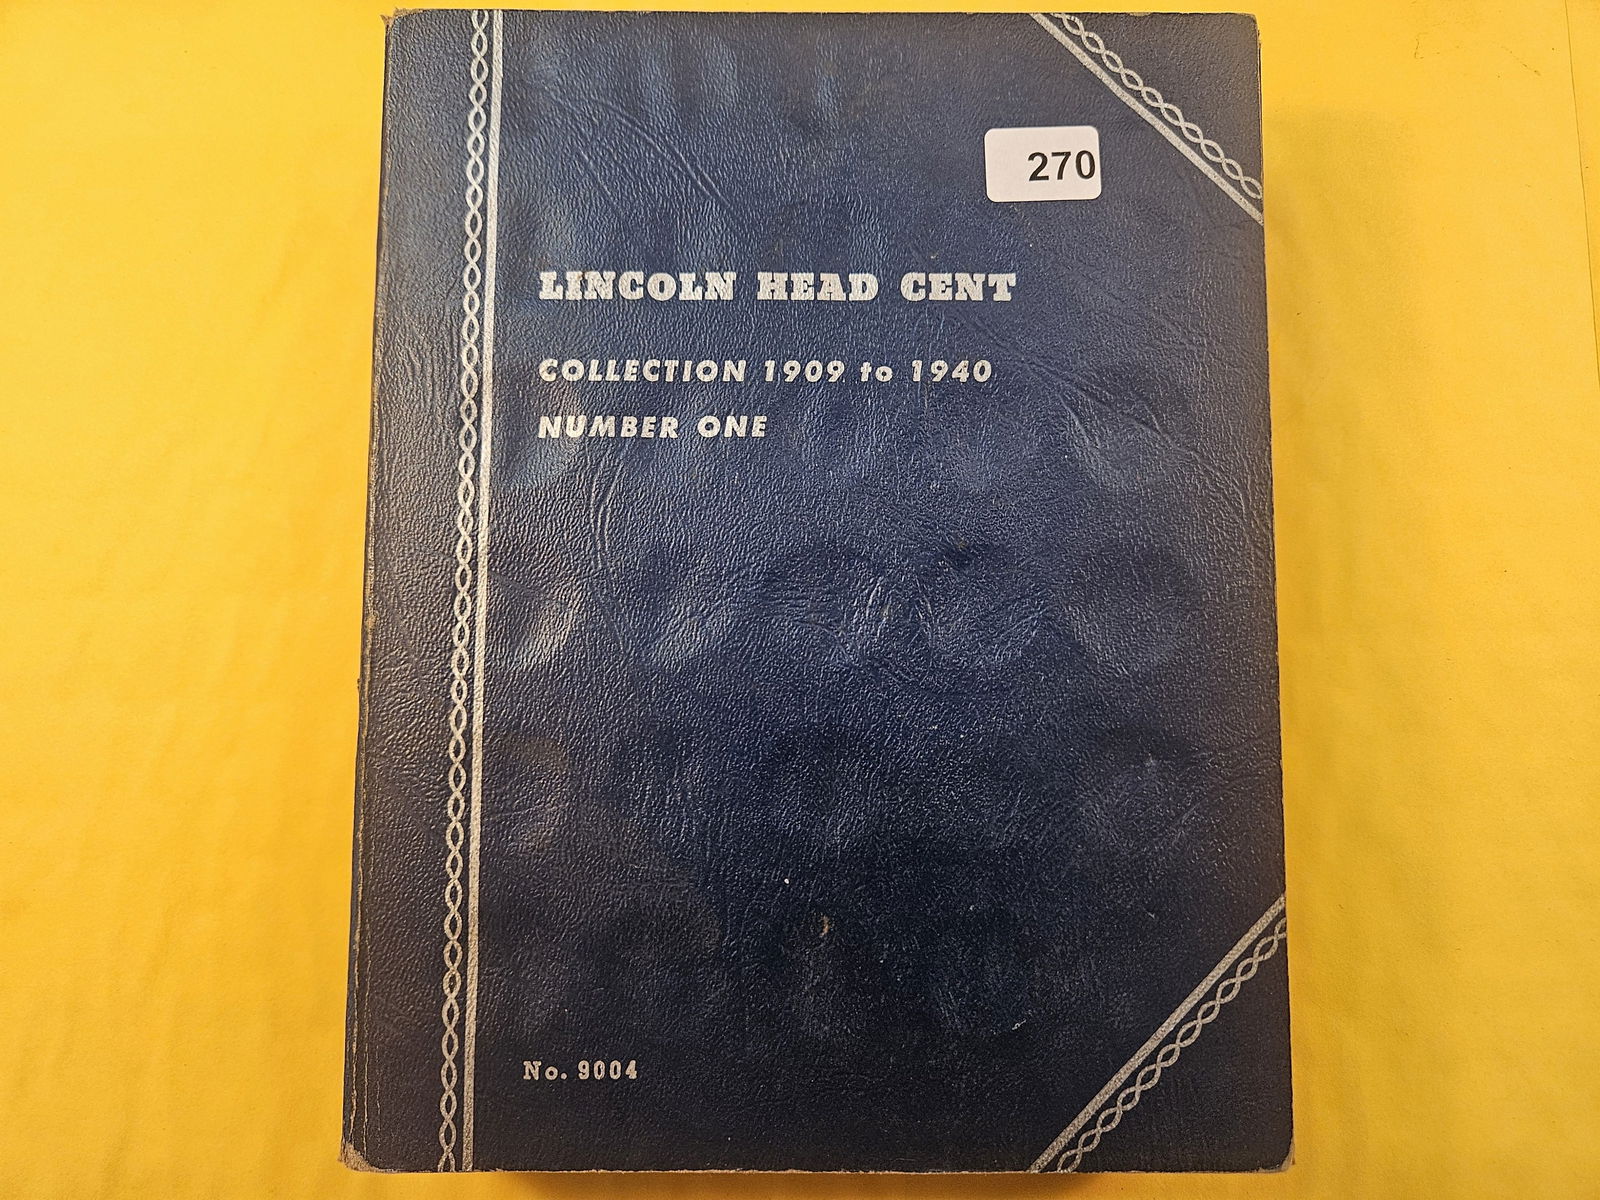 270
LINCOLN HEAD CENT
COLLECTION 1909 to 1940
NUMBER ONE
No. 9004